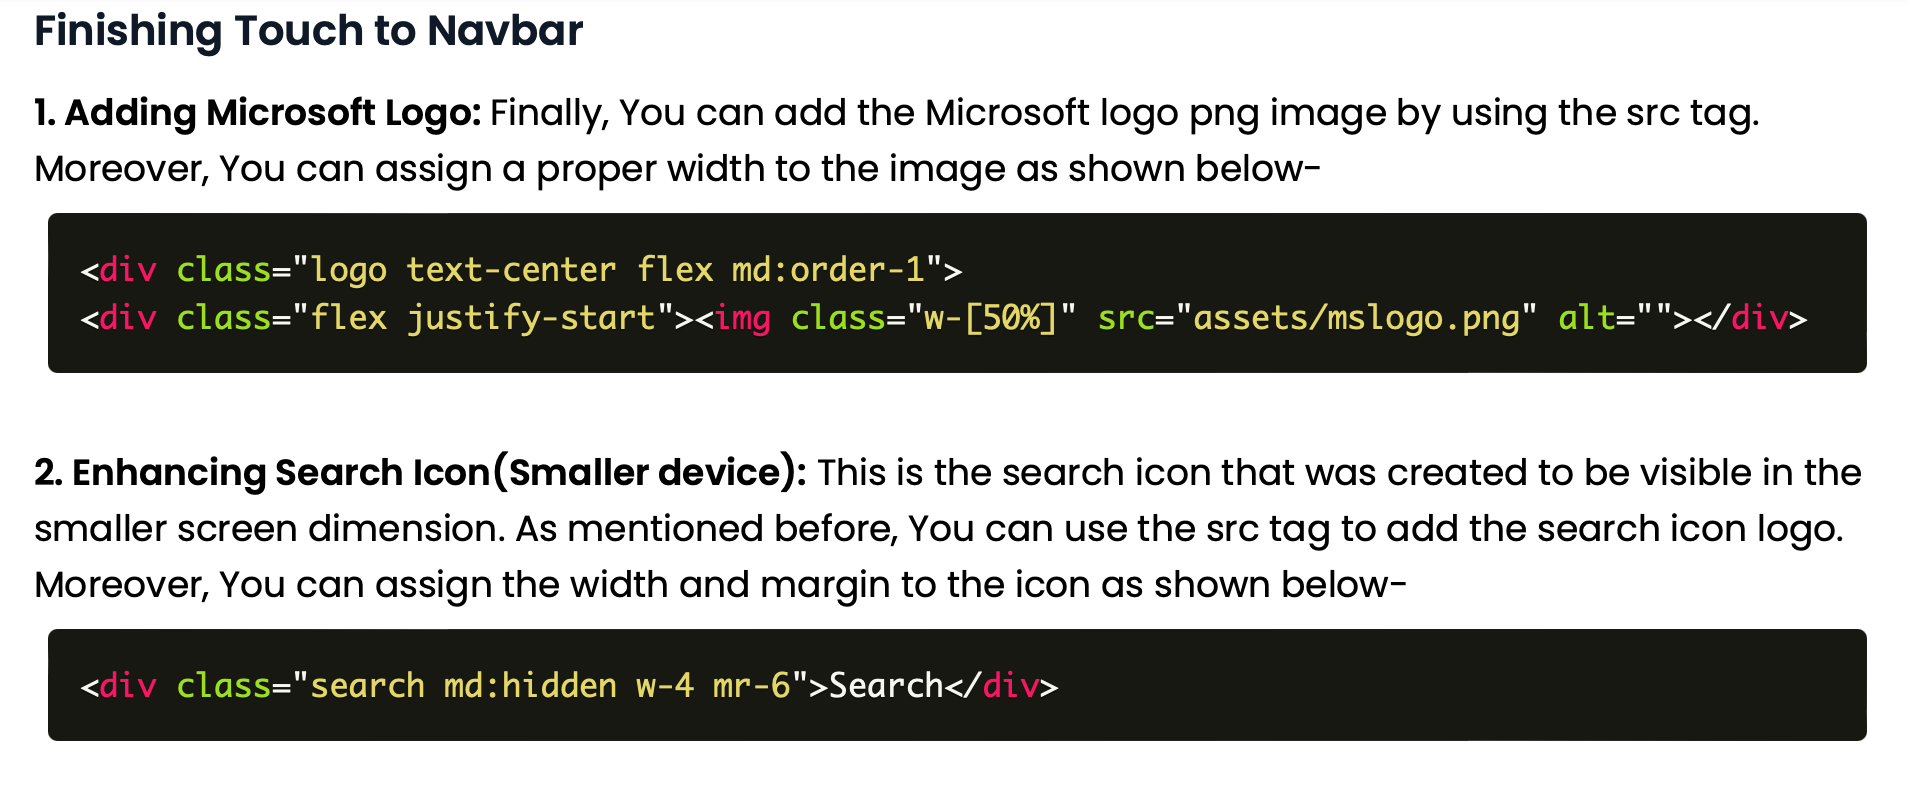 Finishing Touch to Navbar
1. Adding Microsoft Logo: Finally, You can add the Microsoft logo png image by using the src tag.
Moreover, You can assign a proper width to the image as shown below-
<div class="logo text-center flex md:order-1">
<div class="flex justify-start"><img class="w-[50%]" src="assets/mslogo.png" alt=""></div>
2. Enhancing Search Icon(Smaller device): This is the search icon that was created to be visible in the
smaller screen dimension. As mentioned before, You can use the src tag to add the search icon logo.
Moreover, You can assign the width and margin to the icon as shown below-
<div class="search md:hidden w-4 mr-6">Search</div>